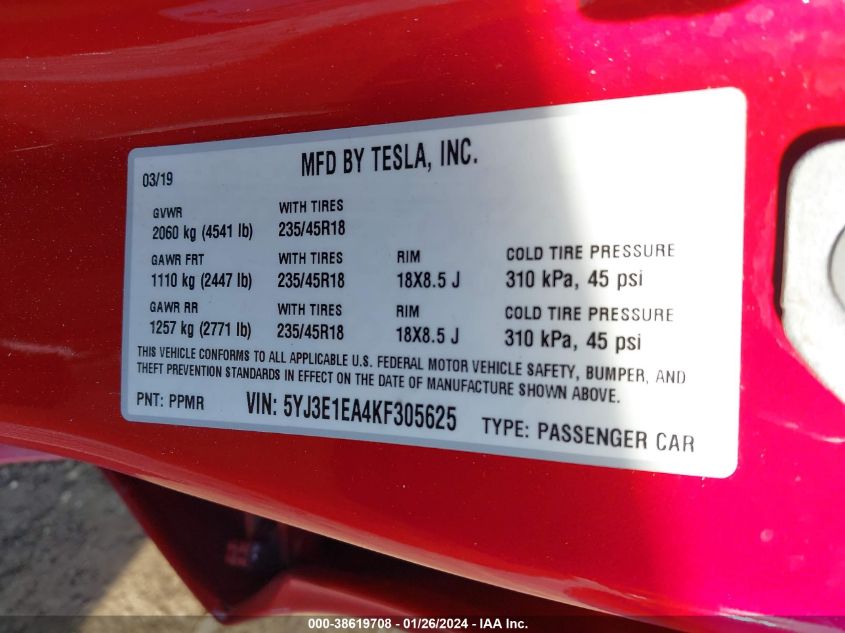 MFD BY TESLA, INC.
03/19
GVWR WITH TIRES
2060 kg (4541 lb) 235/45R18
GAWR FRT WITH TIRES RIM COLD TIRE PRESSURE
1110 kg (2447 lb) 235/45R18 18X8.5 J 310 kPa, 45 psi
GAWR RR WITH TIRES RIM COLD TIRE PRESSURE
1257 kg (2771 lb) 235/45R18 18X8.5 J 310 kPa, 45 psi
THIS VEHICLE CONFORMS TO ALL APPLICABLE U.S. FEDERAL MOTOR VEHICLE SAFETY, BUMPER, AND
THEFT PREVENTION STANDARDS IN EFFECT ON THE DATE OF MANUFACTURE SHOWN ABOVE.
PNT: PPMR VIN: 5YJ3E1EA4KF305625 TYPE: PASSENGER CAR
000-38619708 - 01/26/2024 - IAA Inc.